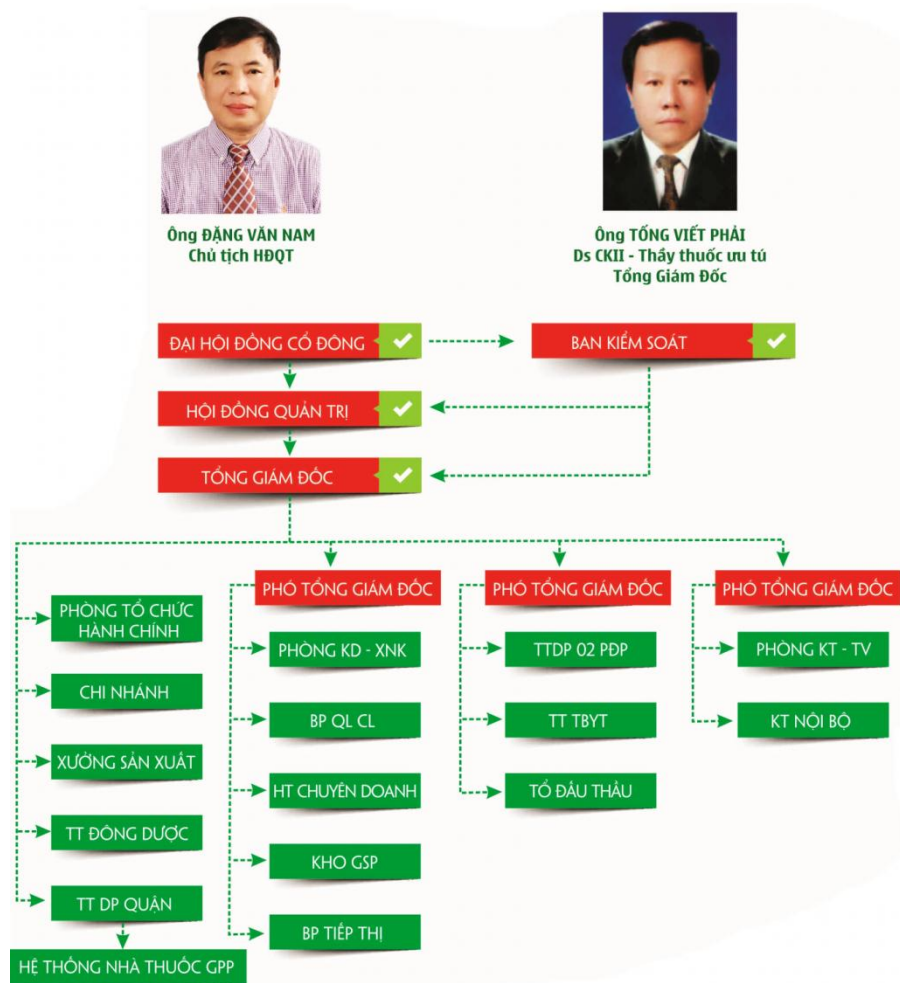 Ông ĐẶNG VĂN NAM
Chủ tịch HĐQT
Ông TỐNG VIẾT PHẢI
Ds CKII - Thầy thuốc ưu tú
Tổng Giám Đốc
ĐẠI HỘI ĐỒNG CỔ ĐÔNG
BAN KIỂM SOÁT
HỘI ĐỒNG QUẢN TRỊ
TỔNG GIÁM ĐỐC
PHÒNG TỔ CHỨC
HÀNH CHÍNH
CHI NHÁNH
XƯỞNG SẢN XUẤT
TT ĐÔNG DƯỢC
TT DP QUẬN
HỆ THỐNG NHÀ THUỐC GPP
PHÓ TỔNG GIÁM ĐỐC
PHÒNG KD - XNK
BP QL CL
HT CHUYÊN DOANH
KHO GSP
BP TIẾP THỊ
PHÓ TỔNG GIÁM ĐỐC
TTDP 02 PĐP
TT TBYT
TỔ ĐẤU THẦU
PHÓ TỔNG GIÁM ĐỐC
PHÒNG KT - TV
KT NỘI BỘ